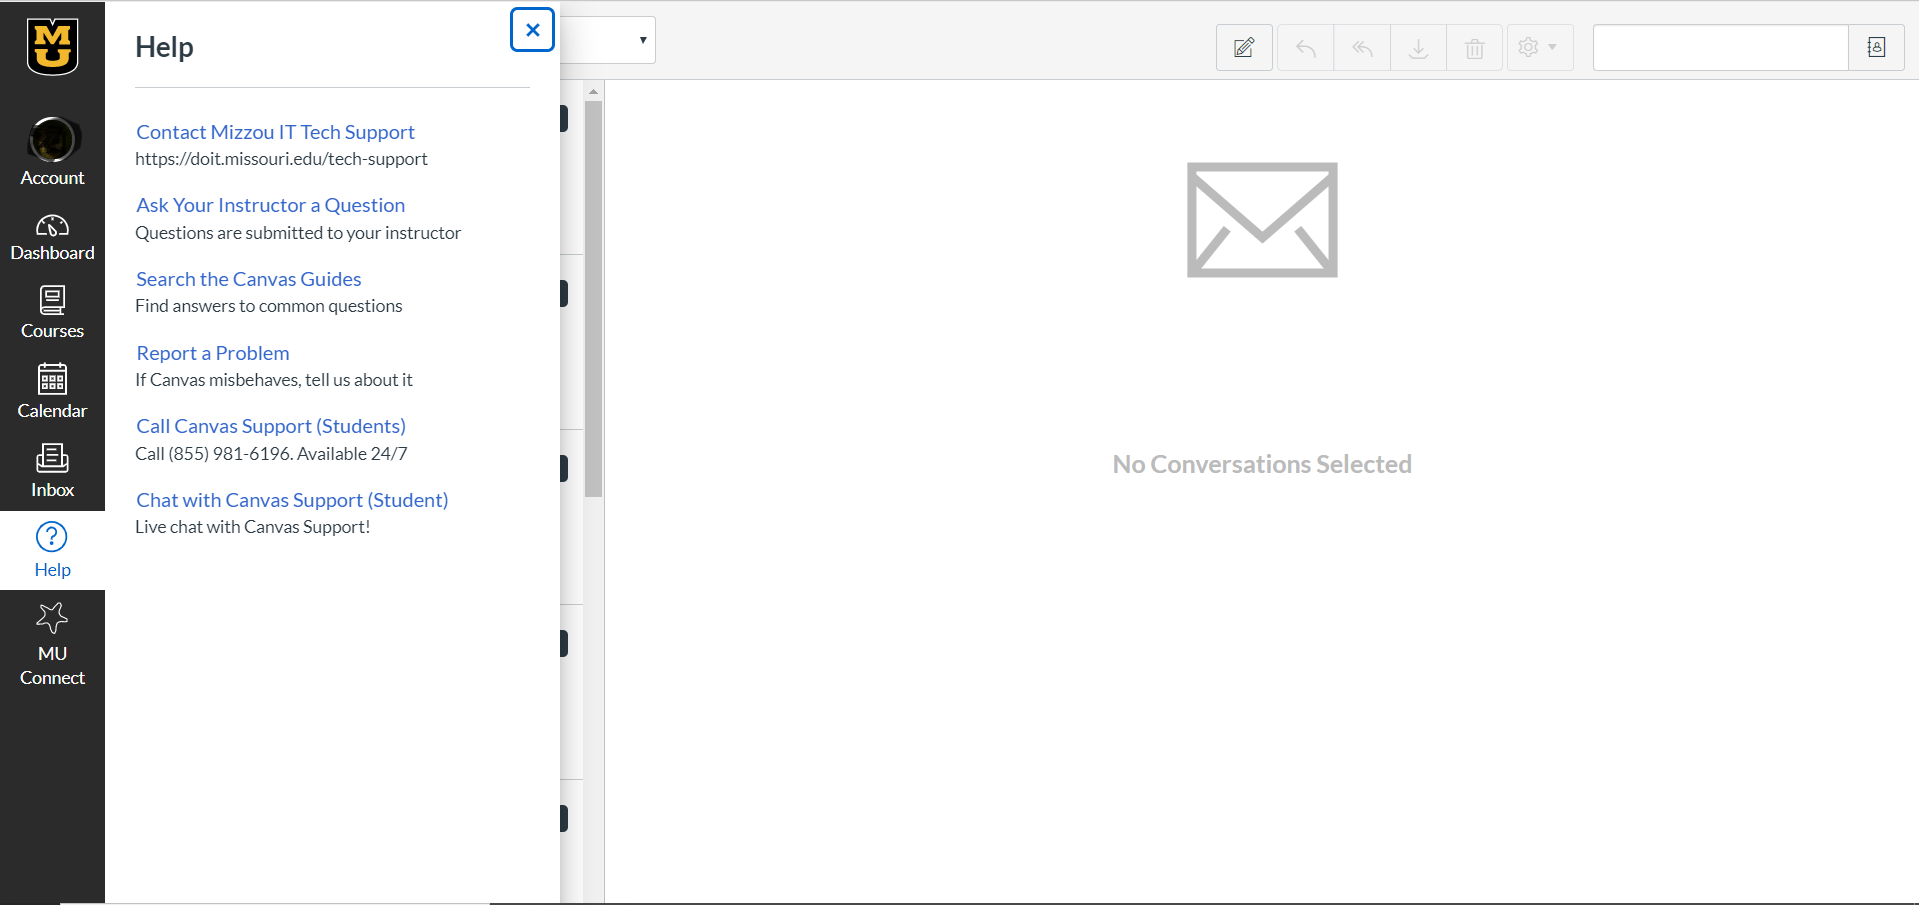 MU
Account
Dashboard
Courses
Calendar
Inbox
Help
MU
Connect
Help
Contact Mizzou IT Tech Support
https://doit.missouri.edu/tech-support
Ask Your Instructor a Question
Questions are submitted to your instructor
Search the Canvas Guides
Find answers to common questions
Report a Problem
If Canvas misbehaves, tell us about it
Call Canvas Support (Students)
Call (855) 981-6196. Available 24/7
Chat with Canvas Support (Student)
Live chat with Canvas Support!
No Conversations Selected